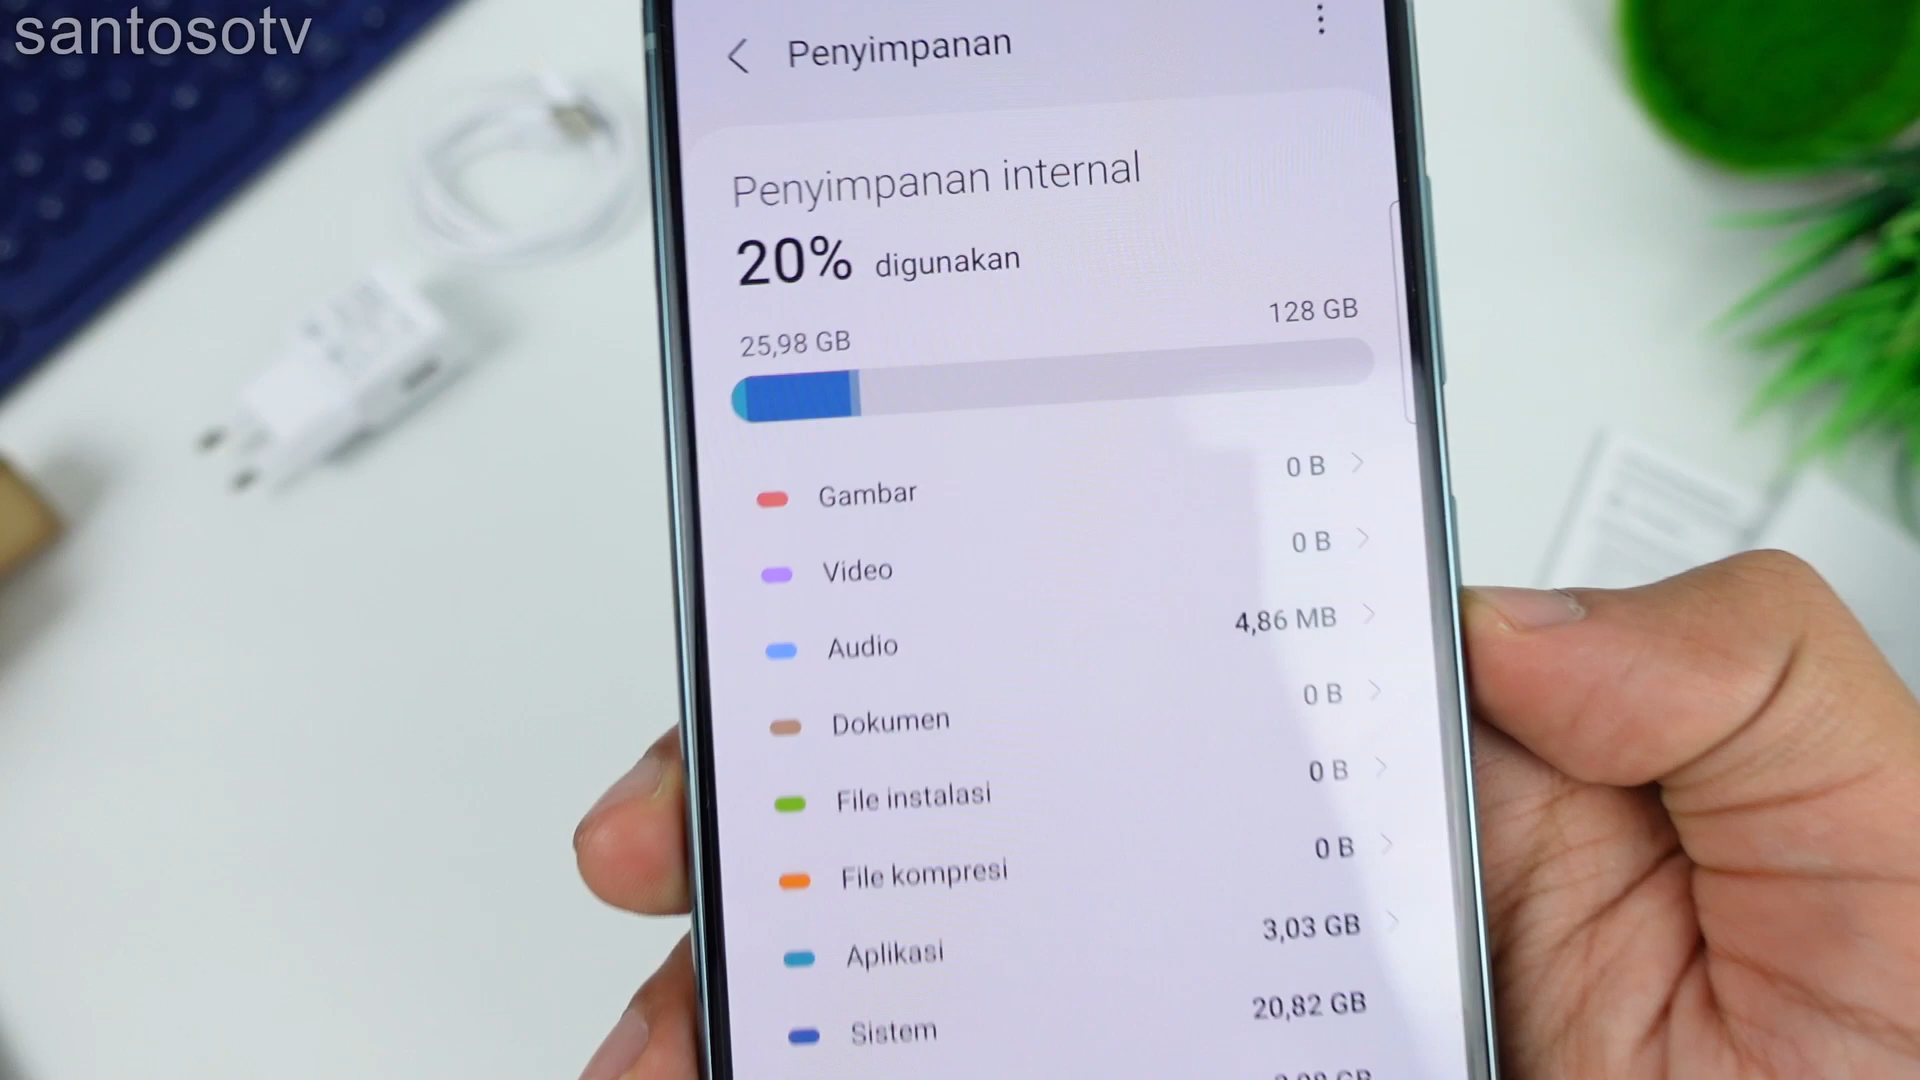 santosotv
Penyimpanan
Penyimpanan internal
20% digunakan
25,98 GB
128 GB
Gambar 0 B
Video 0 B
Audio 4,86 MB
Dokumen 0 B
File instalasi 0 B
File kompresi 0 B
Aplikasi 3,03 GB
Sistem 20,82 GB